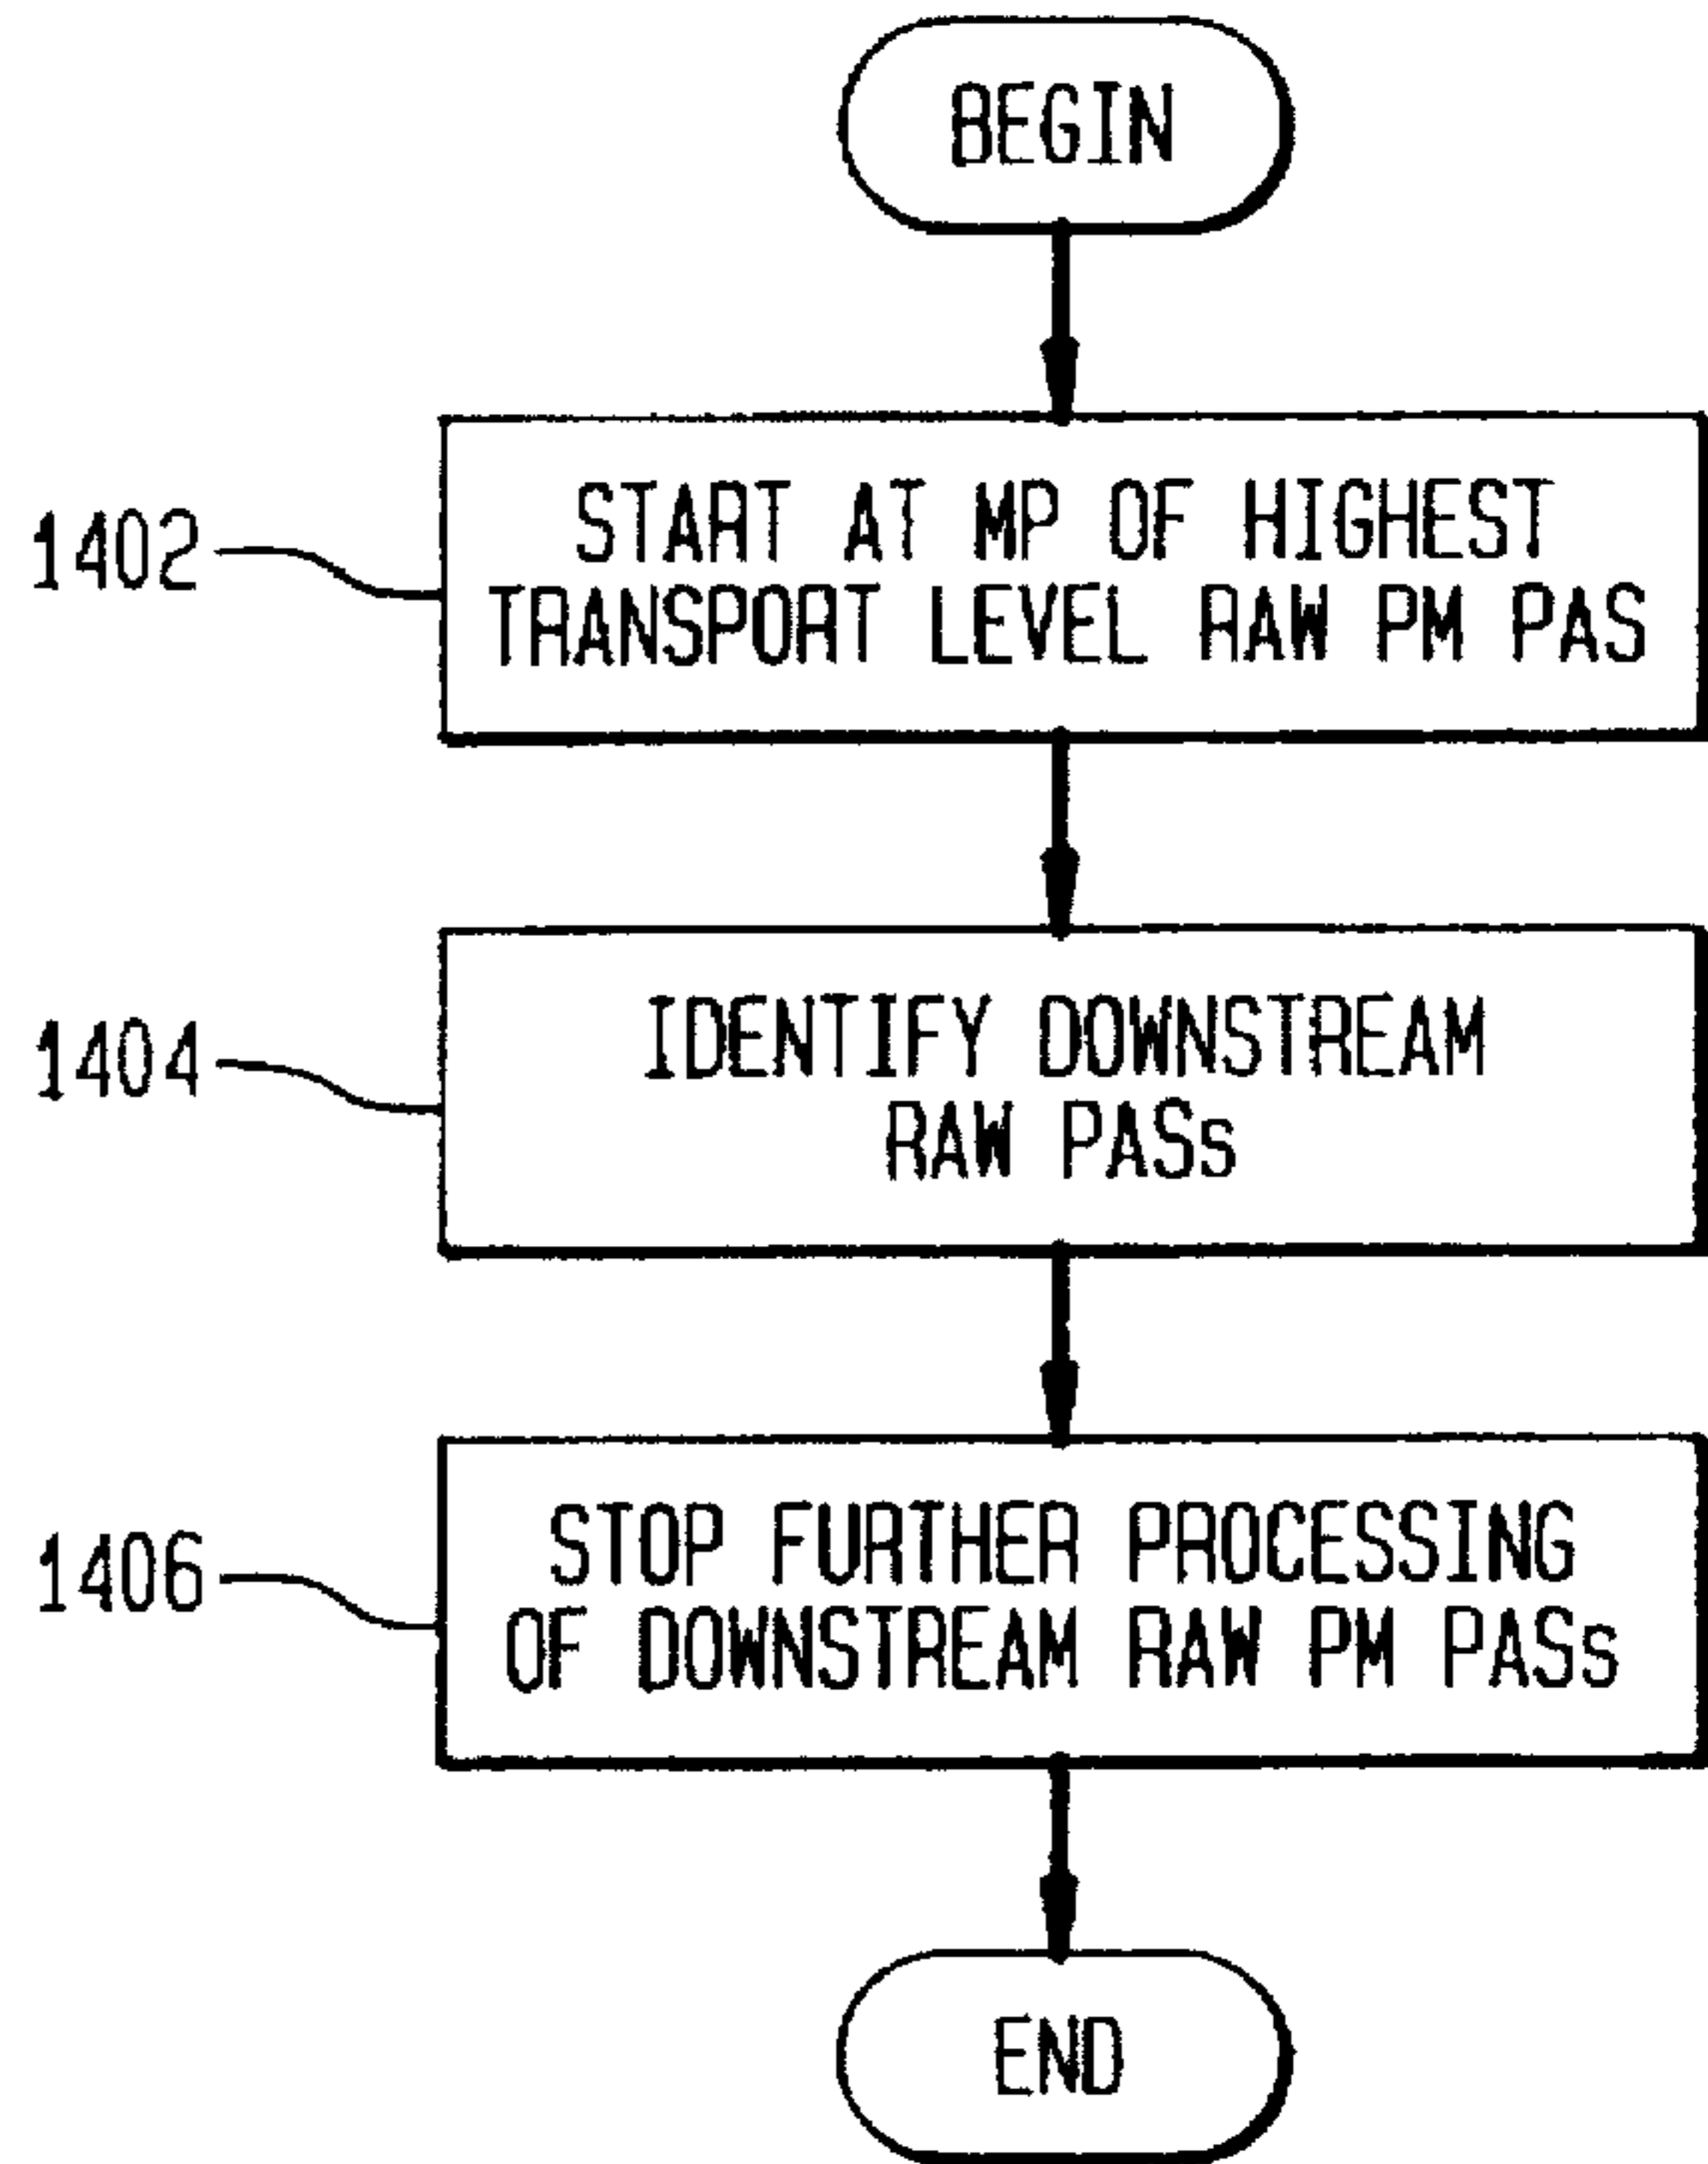 BEGIN
1402
START AT MP OF HIGHEST
TRANSPORT LEVEL RAW PM PAS
1404
IDENTIFY DOWNSTREAM
RAW PASs
1406
STOP FURTHER PROCESSING
OF DOWNSTREAM RAW PM PASs
END